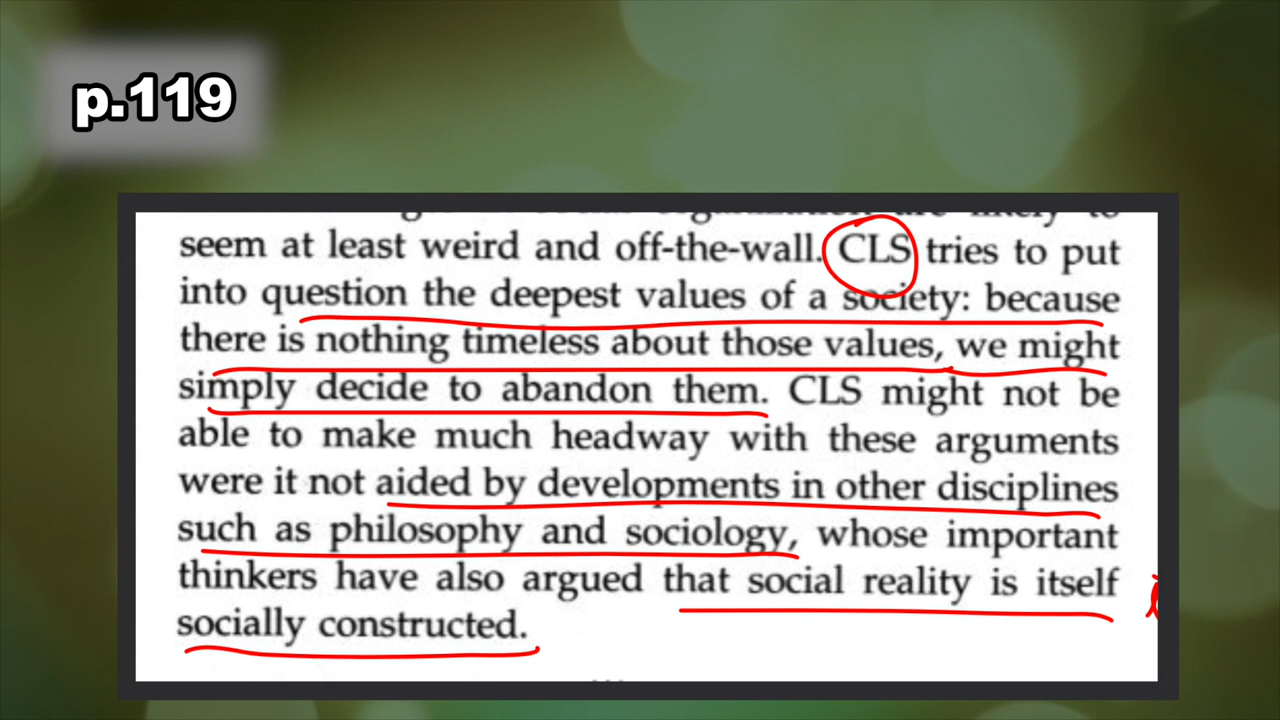 p.119
seem at least weird and off-the-wall. CLS tries to put
into question the deepest values of a society: because
there is nothing timeless about those values, we might
simply decide to abandon them. CLS might not be
able to make much headway with these arguments
were it not aided by developments in other disciplines
such as philosophy and sociology, whose important
thinkers have also argued that social reality is itself
socially constructed.